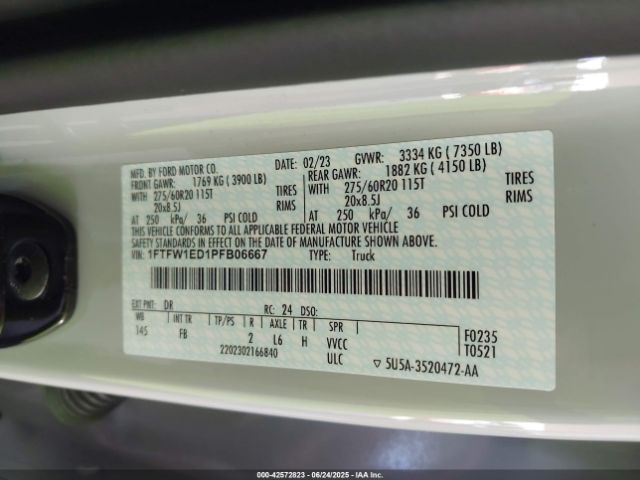 MFD. BY FORD MOTOR CO. DATE: 02/23 GVWR: 3334 KG ( 7350 LB)
FRONT GAWR: 1769 KG ( 3900 LB) REAR GAWR: 1882 KG ( 4150 LB)
WITH 275/60R20 115T TIRES WITH 275/60R20 115T TIRES
20x8.5J RIMS 20x8.5J RIMS
AT 250 kPa/ 36 PSI COLD AT 250 kPa/ 36 PSI COLD
THIS VEHICLE CONFORMS TO ALL APPLICABLE FEDERAL MOTOR VEHICLE
SAFETY STANDARDS IN EFFECT ON THE DATE OF MANUFACTURE SHOWN ABOVE.
VIN: 1FTFW1ED1PFB06667 TYPE: Truck
EXT PNT: DR RC: 24 DSO:
WB INT TR TP/PS R AXLE TR SPR
145 FB 2 L6 H VVCC
2202302166840 ULC
F0235
T0521
▽ 5U5A-3520472-AA
000-42572823 - 06/24/2025 - IAA Inc.